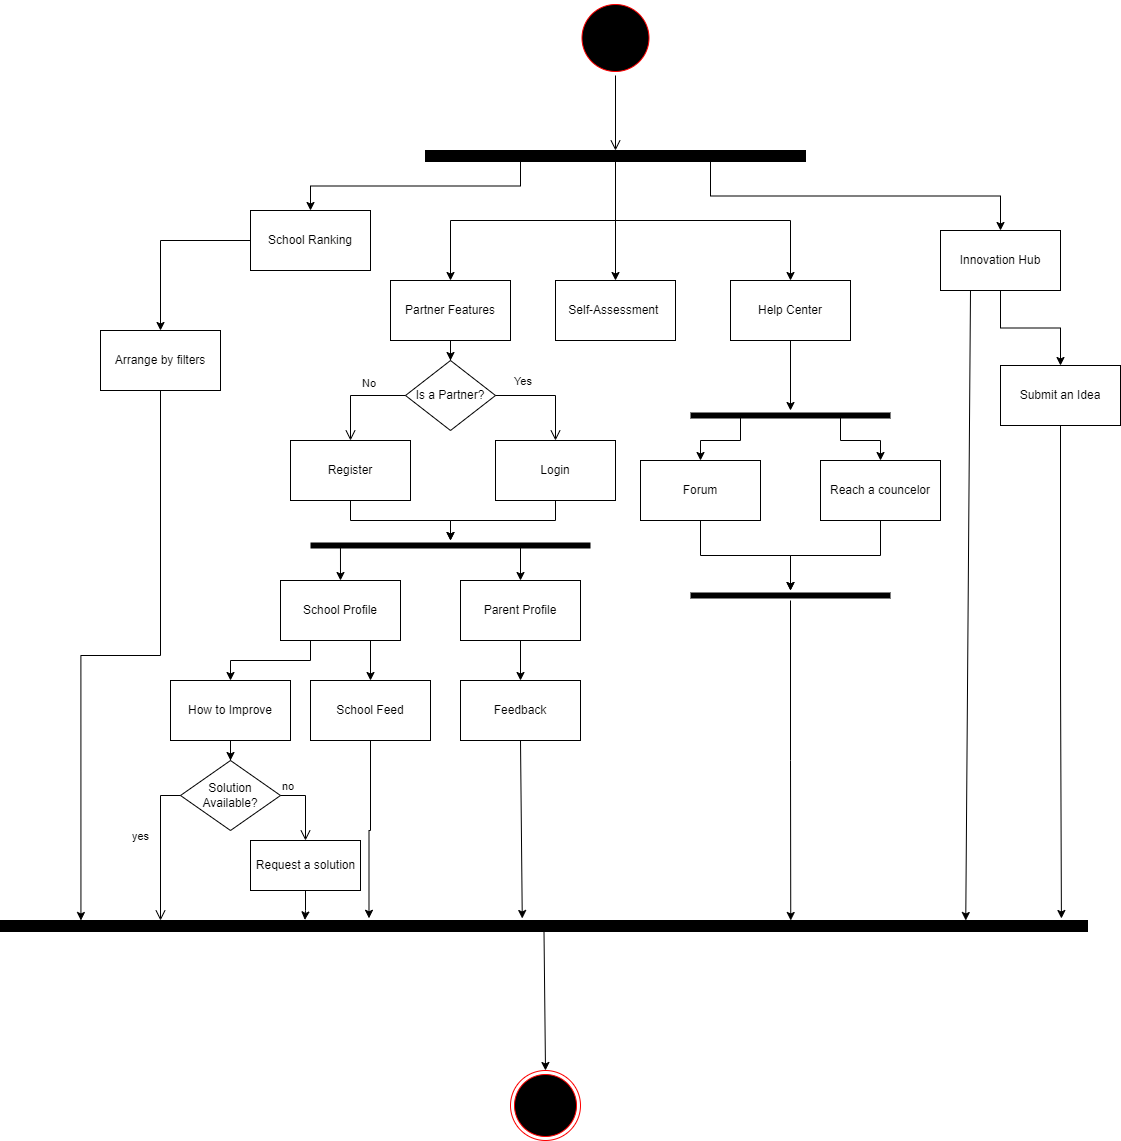 School Ranking
Innovation Hub
Partner Features
Self-Assessment
Help Center
Arrange by filters
No
Yes
Is a Partner?
Submit an Idea
Register
Login
Forum
Reach a councelor
School Profile
Parent Profile
How to Improve
School Feed
Feedback
Solution
Available?
no
yes
Request a solution